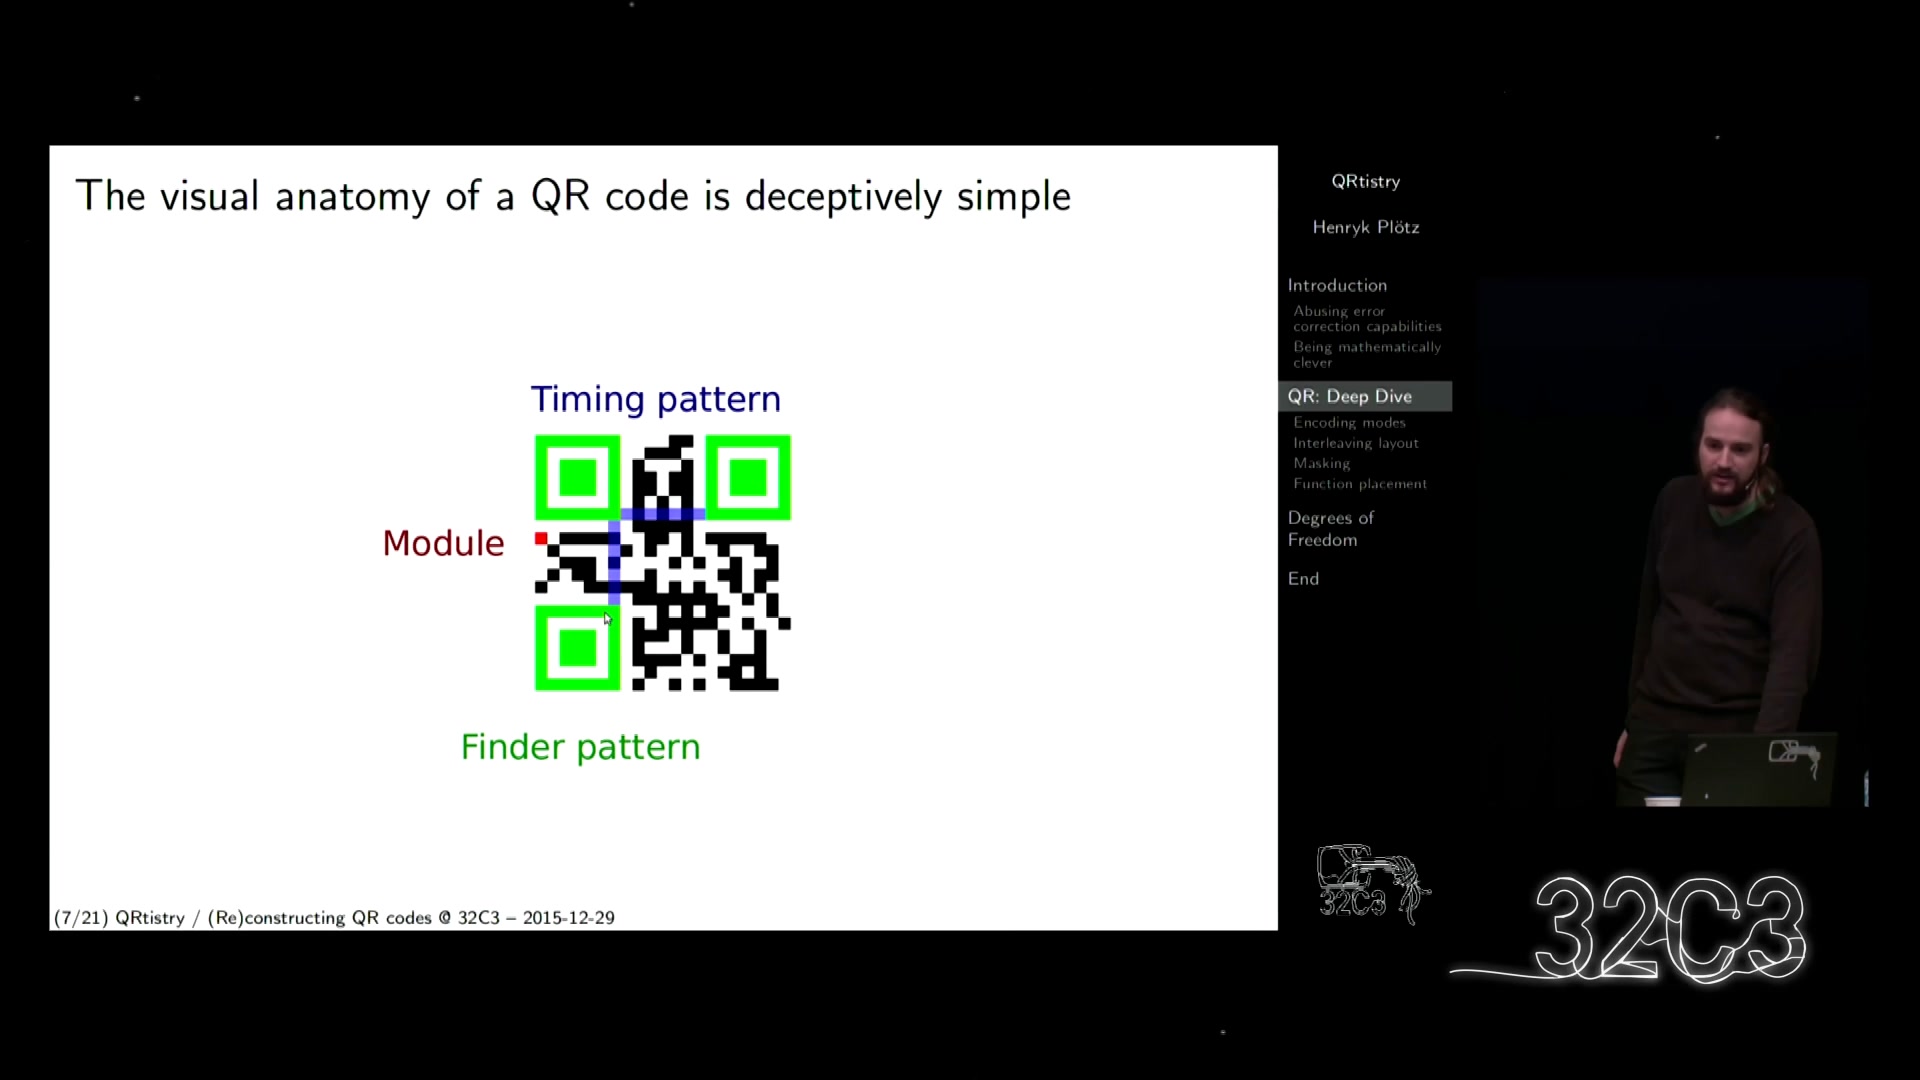 The visual anatomy of a QR code is deceptively simple
Timing pattern
Module
Finder pattern
(7/21) QRtistry / (Re)constructing QR codes @ 32C3 – 2015-12-29
QRtistry
Henryk Plötz
Introduction
Abusing error
correction capabilities
Being mathematically
clever
QR: Deep Dive
Encoding modes
Interleaving layout
Masking
Function placement
Degrees of
Freedom
End
32C3
32C3